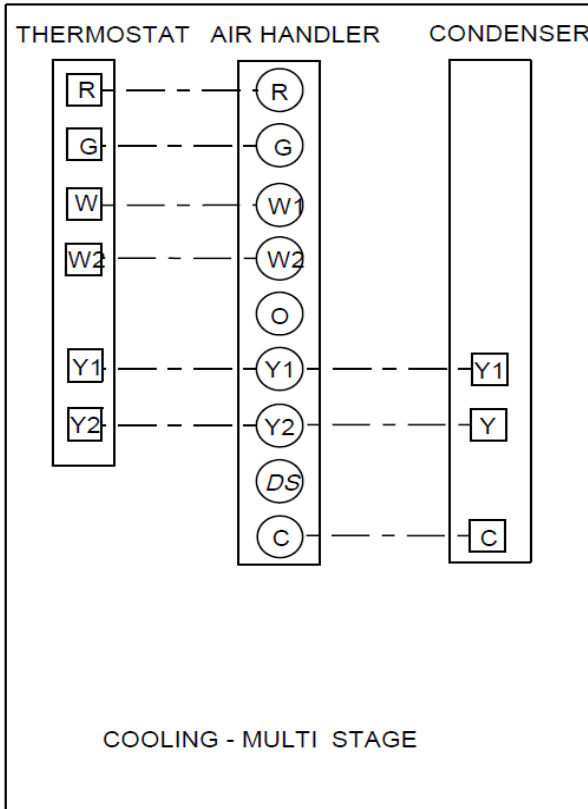 THERMOSTAT AIR HANDLER CONDENSER
R R
G G
W W1
W2 W2
O
Y1 Y1 Y1
Y2 Y2 Y
DS
C C
COOLING - MULTI STAGE